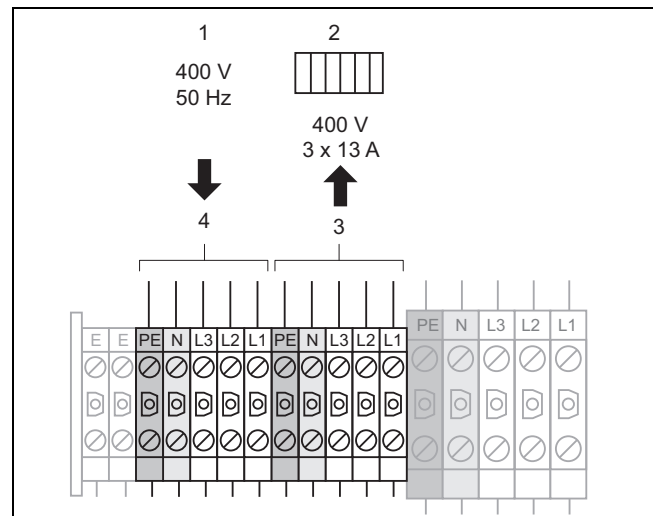 1 2
400 V
50 Hz
400 V
3 x 13 A
4 3
E E PE N L3 L2 L1 PE N L3 L2 L1 PE N L3 L2 L1